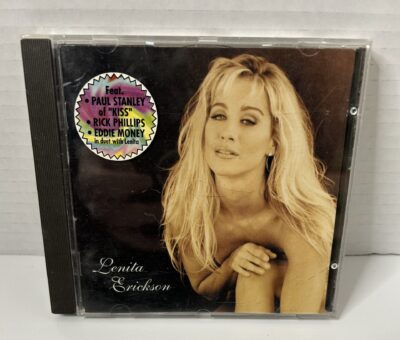 Feat.
• PAUL STANLEY
of "KISS"
• RICK PHILLIPS
• EDDIE MONEY
in duet with Lenita
Lenita
Erickson